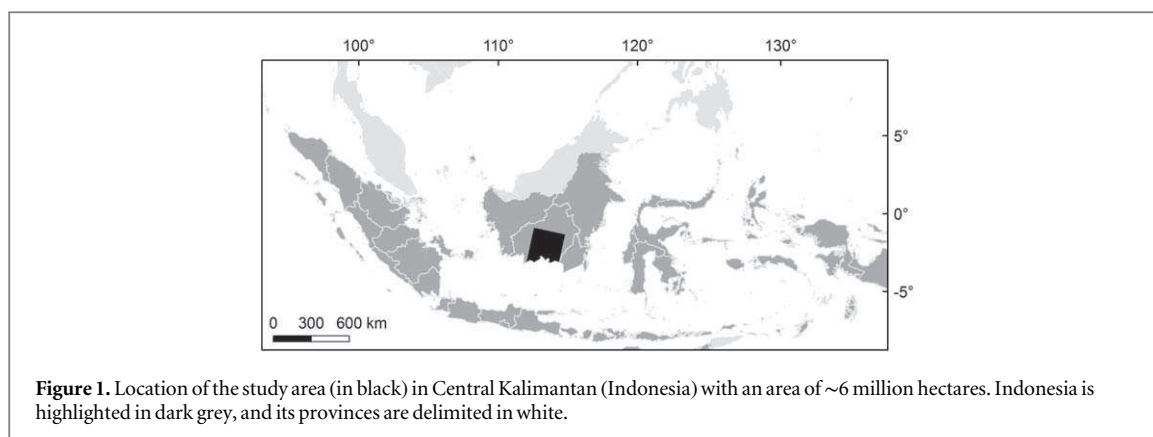 100° 110° 120° 130°
5°
0°
-5°
0 300 600 km
Figure 1. Location of the study area (in black) in Central Kalimantan (Indonesia) with an area of ~6 million hectares. Indonesia is
highlighted in dark grey, and its provinces are delimited in white.